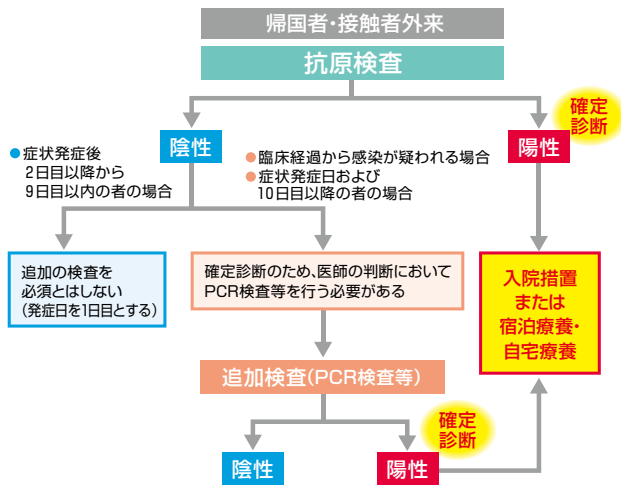 帰国者・接触者外来
抗原検査
確定
診断
陰性
陽性
●症状発症後
2日目以降から
9日目以内の者の場合
●臨床経過から感染が疑われる場合
●症状発症日および
10日目以降の者の場合
追加の検査を
必須とはしない
(発症日を1日目とする)
確定診断のため、医師の判断において
PCR検査等を行う必要がある
入院措置
または
宿泊療養・
自宅療養
追加検査(PCR検査等)
確定
診断
陰性
陽性